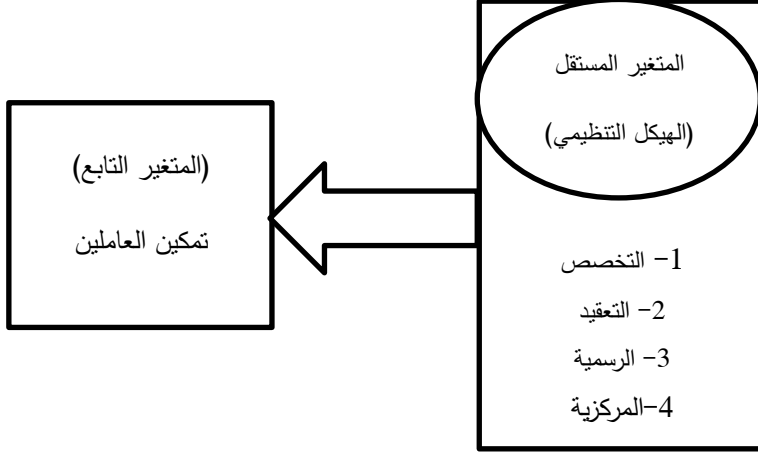 المتغير المستقل
(الهيكل التنظيمي)
1- التخصص
2- التعقيد
3- الرسمية
4-المركزية
(المتغير التابع)
تمكين العاملين